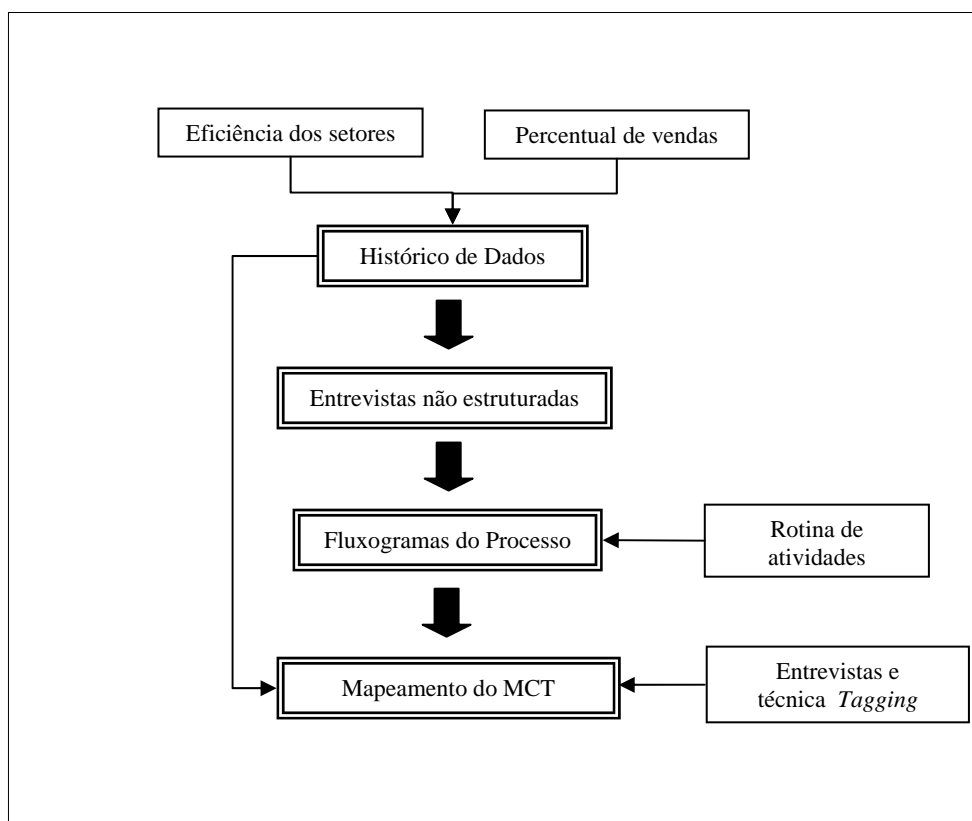 Eficiência dos setores
Percentual de vendas
Histórico de Dados
Entrevistas não estruturadas
Fluxogramas do Processo
Rotina de
atividades
Mapeamento do MCT
Entrevistas e
técnica Tagging